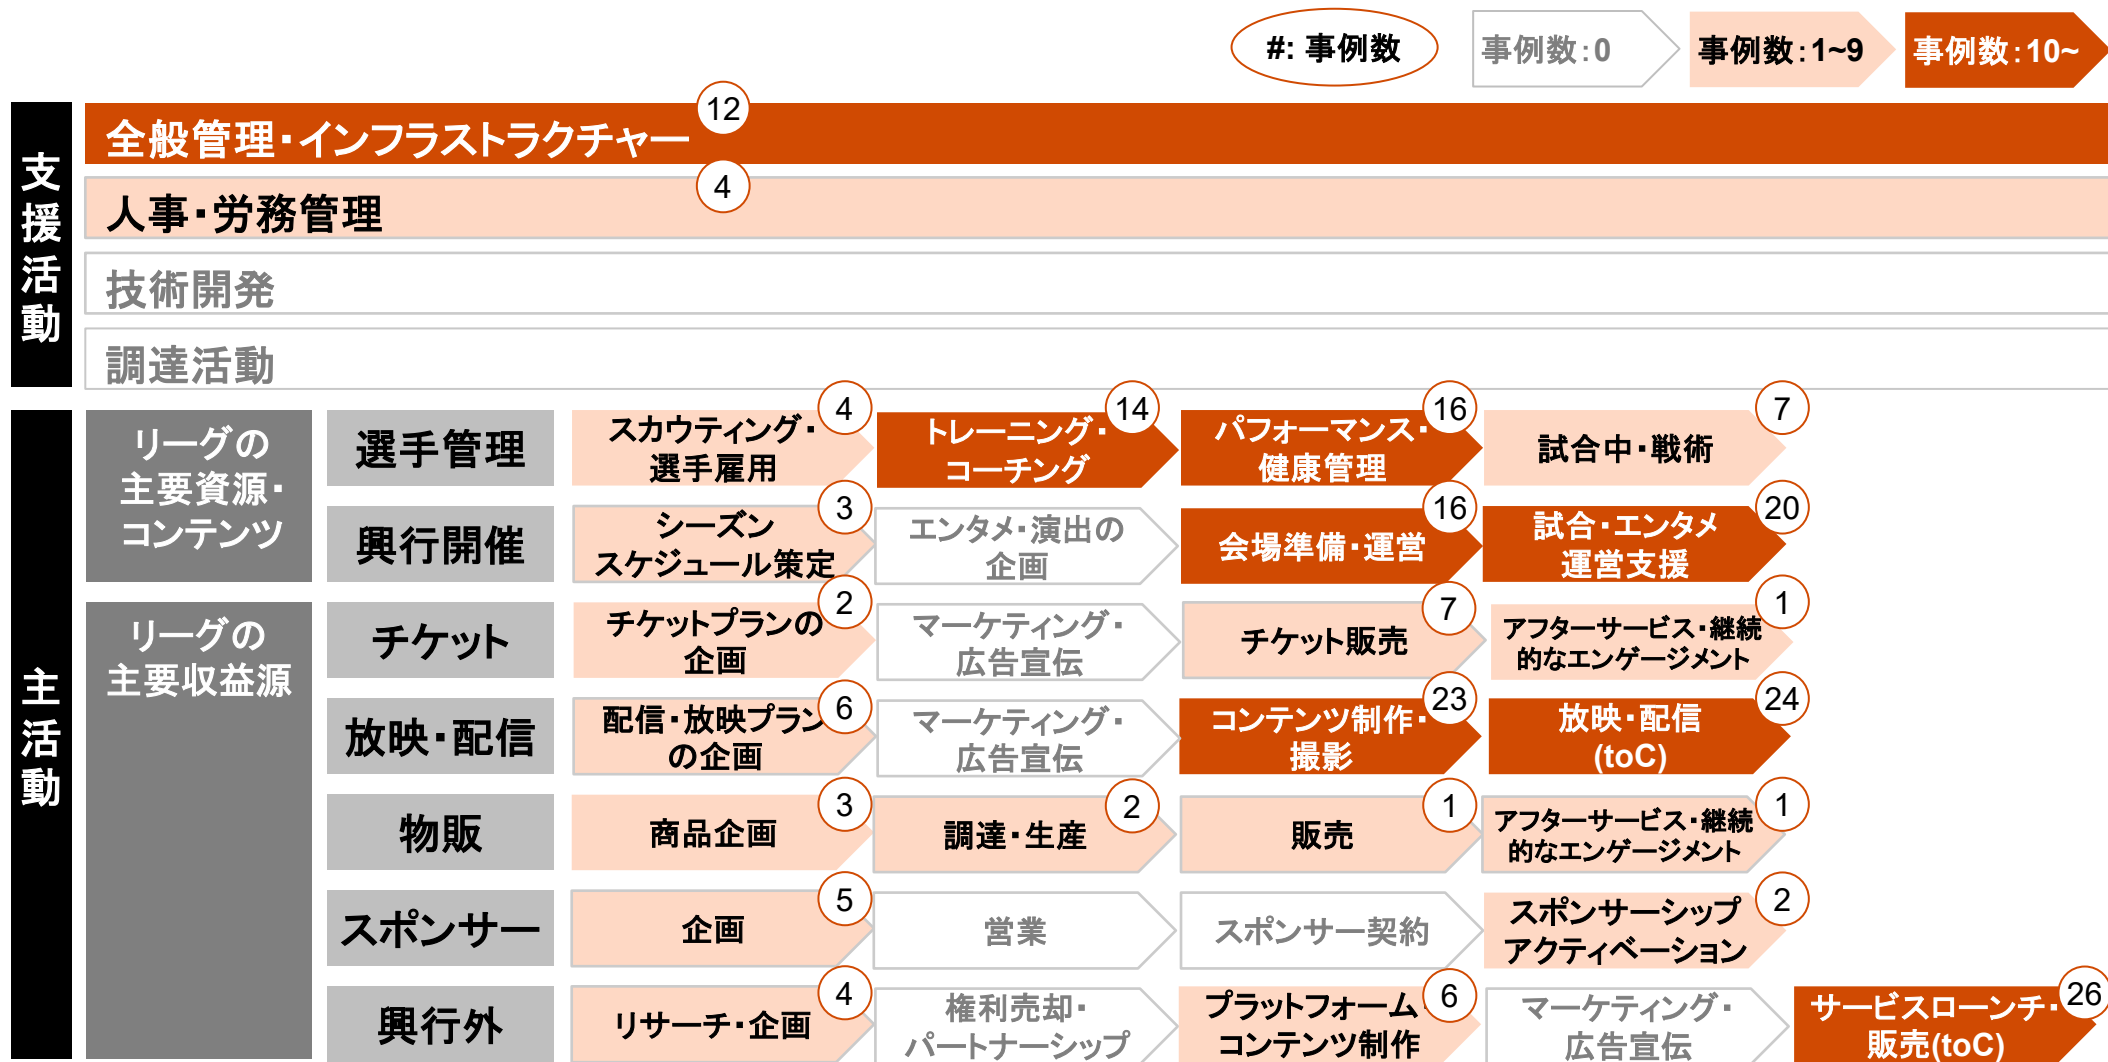 #: 事例数
事例数:0
事例数:1~9
事例数:10~
支援活動
全般管理・インフラストラクチャー
12
人事・労務管理
4
技術開発
調達活動
主活動
リーグの
主要資源・
コンテンツ
選手管理
スカウティング・
選手雇用
4
トレーニング・
コーチング
14
パフォーマンス・
健康管理
16
試合中・戦術
7
興行開催
シーズン
スケジュール策定
3
エンタメ・演出の
企画
会場準備・運営
16
試合・エンタメ
運営支援
20
リーグの
主要収益源
チケット
チケットプランの
企画
2
マーケティング・
広告宣伝
チケット販売
7
アフターサービス・継続
的なエンゲージメント
1
放映・配信
配信・放映プラン
の企画
6
マーケティング・
広告宣伝
コンテンツ制作・
撮影
23
放映・配信
(toC)
24
物販
商品企画
3
調達・生産
2
販売
1
アフターサービス・継続
的なエンゲージメント
1
スポンサー
企画
5
営業
スポンサー契約
スポンサーシップ
アクティベーション
2
興行外
リサーチ・企画
4
権利売却・
パートナーシップ
プラットフォーム・
コンテンツ制作
6
マーケティング・
広告宣伝
サービスローンチ・
販売(toC)
26